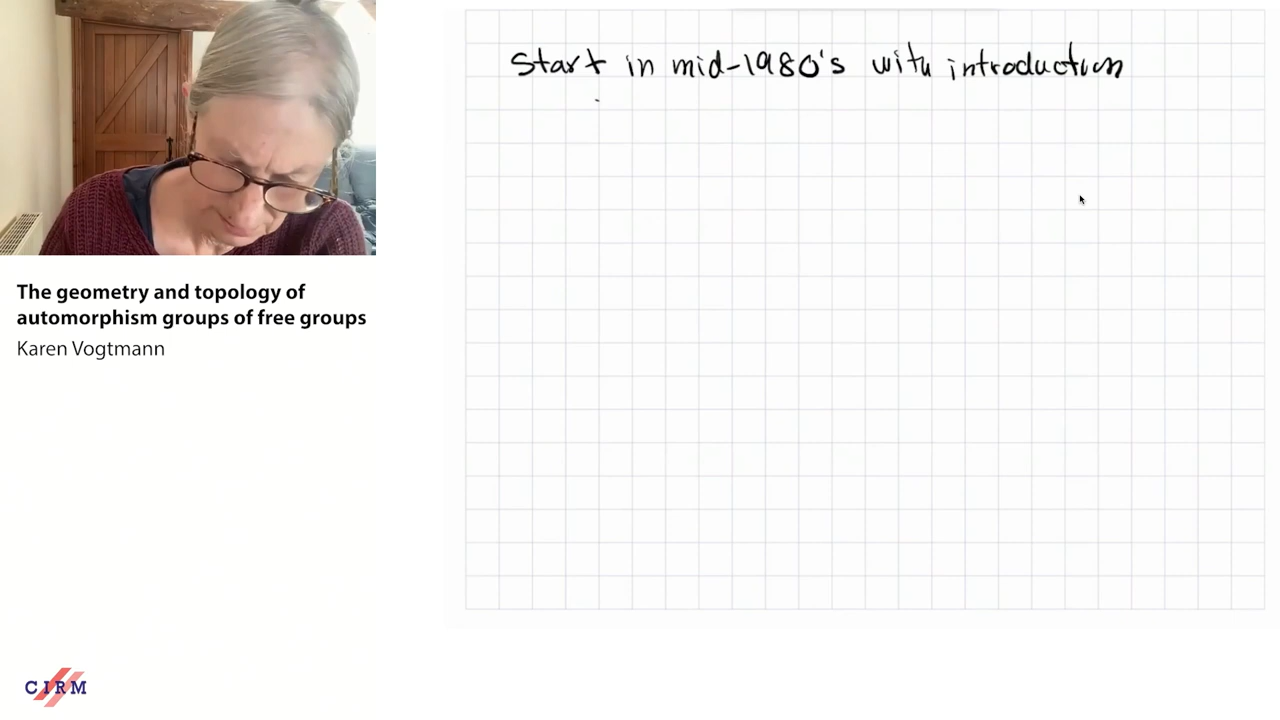 Start in mid-1980's with introduction
The geometry and topology of
automorphism groups of free groups
Karen Vogtmann
CIRM